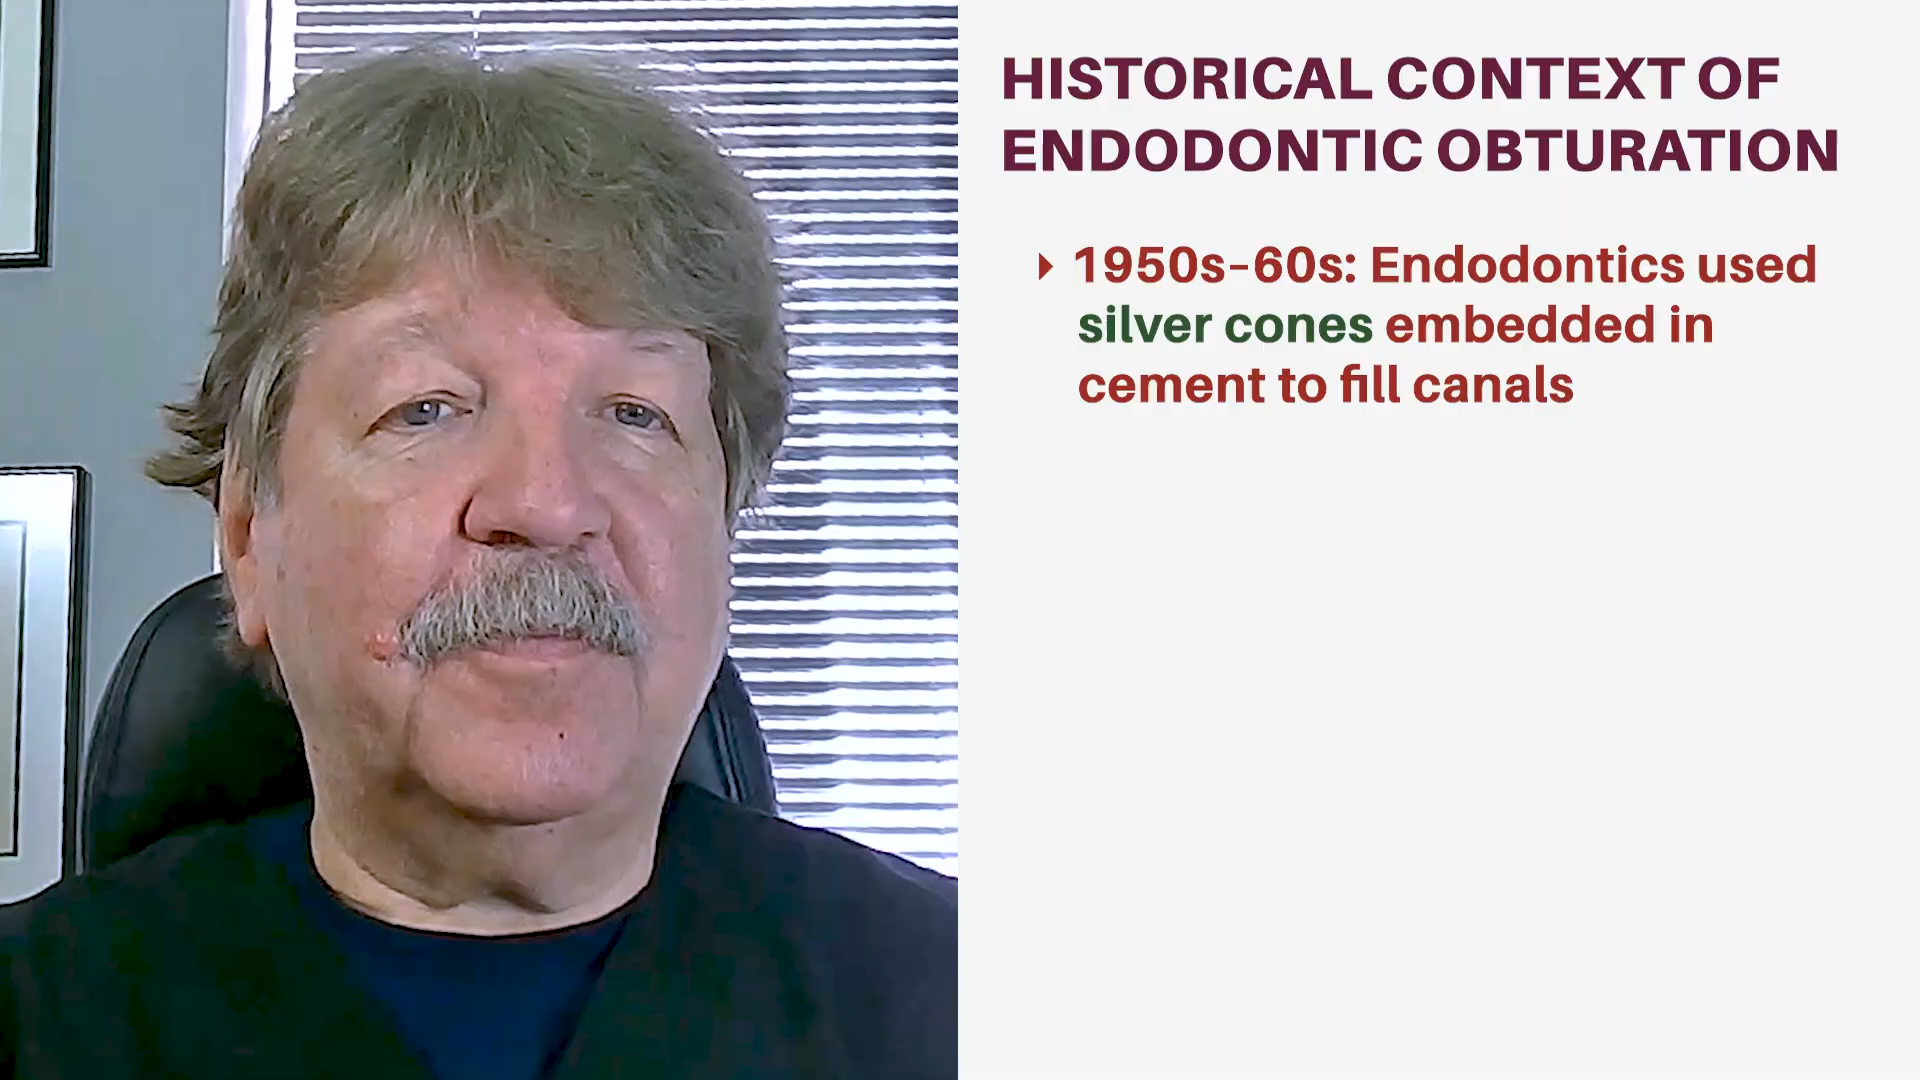 HISTORICAL CONTEXT OF
ENDODONTIC OBTURATION
1950s–60s: Endodontics used
silver cones embedded in
cement to fill canals